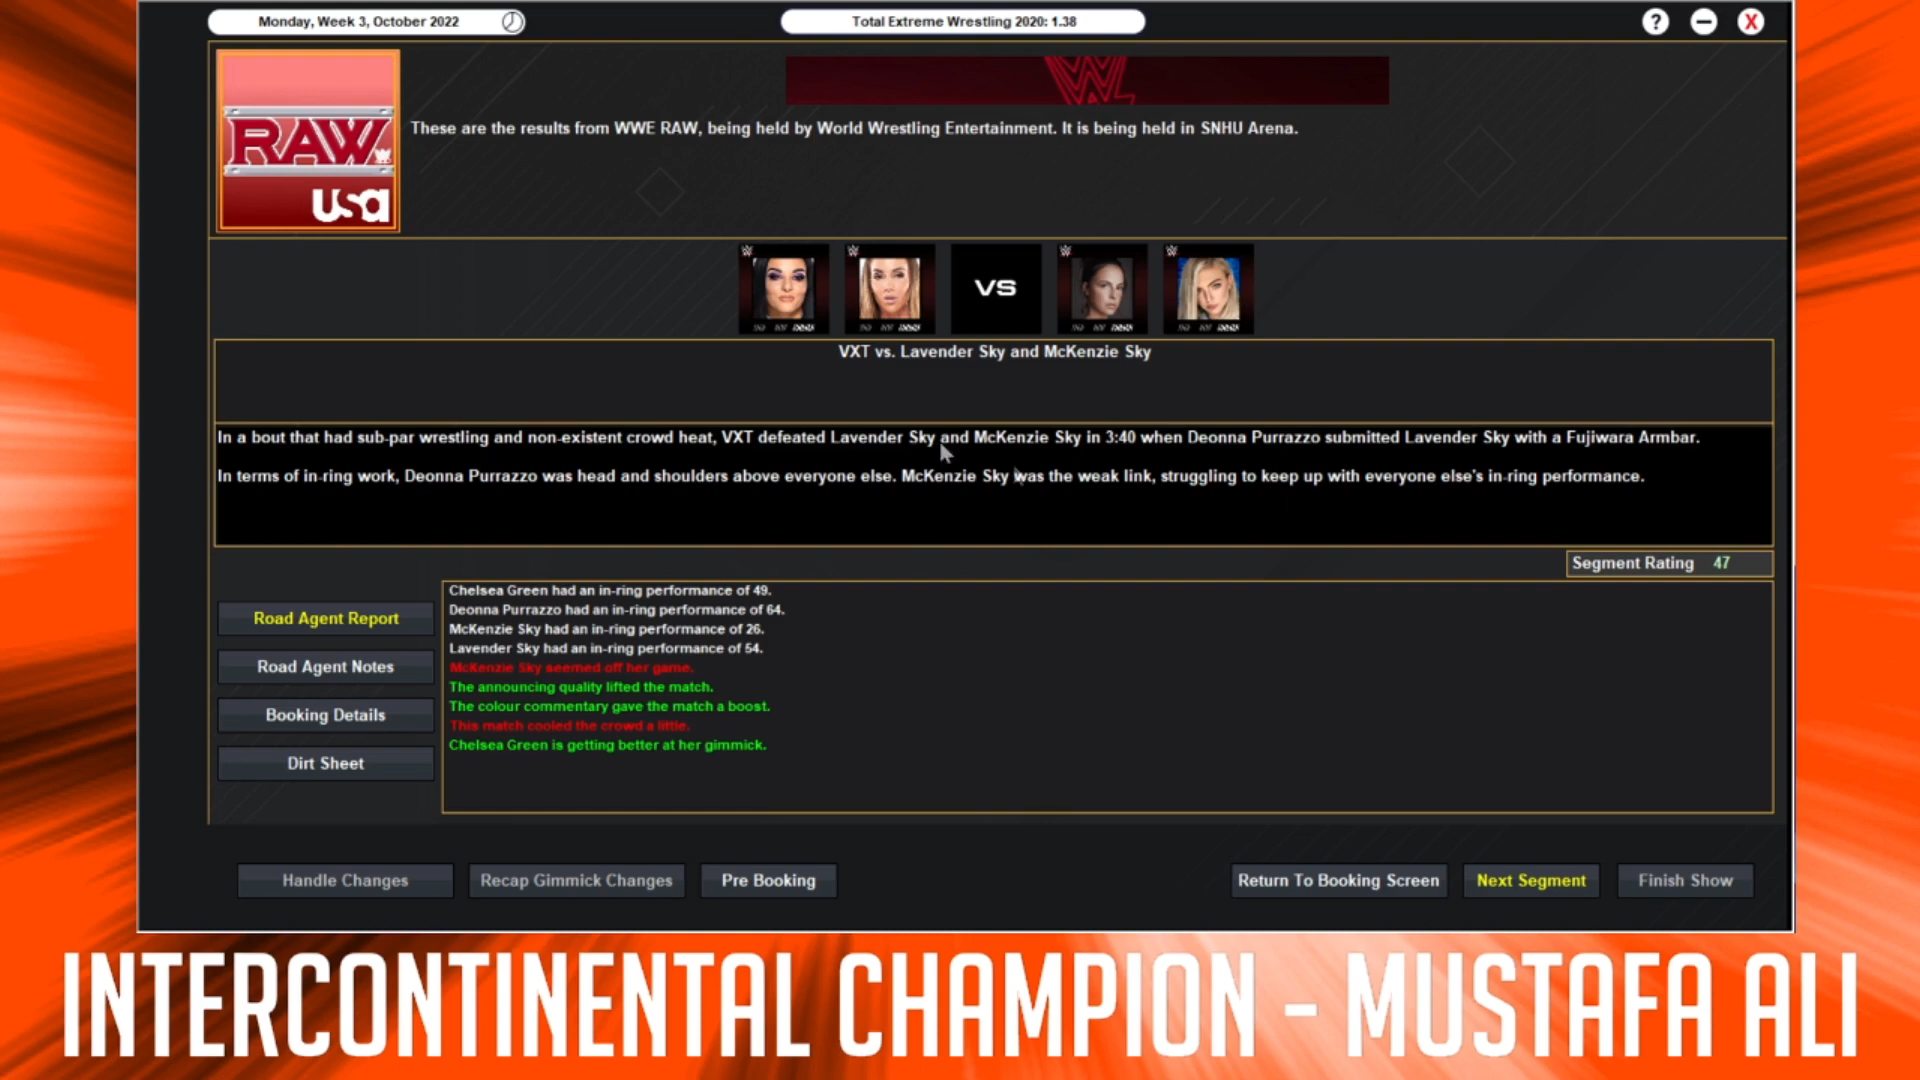 Monday, Week 3, October 2022
Total Extreme Wrestling 2020: 1.38
?
X
RAW
usa
These are the results from WWE RAW, being held by World Wrestling Entertainment. It is being held in SNHU Arena.
VS
VXT vs. Lavender Sky and McKenzie Sky
In a bout that had sub-par wrestling and non-existent crowd heat, VXT defeated Lavender Sky and McKenzie Sky in 3:40 when Deonna Purrazzo submitted Lavender Sky with a Fujiwara Armbar.
In terms of in-ring work, Deonna Purrazzo was head and shoulders above everyone else. McKenzie Sky was the weak link, struggling to keep up with everyone else's in-ring performance.
Segment Rating 47
Road Agent Report
Road Agent Notes
Booking Details
Dirt Sheet
Chelsea Green had an in-ring performance of 49.
Deonna Purrazzo had an in-ring performance of 64.
McKenzie Sky had an in-ring performance of 26.
Lavender Sky had an in-ring performance of 54.
McKenzie Sky seemed off her game.
The announcing quality lifted the match.
The colour commentary gave the match a boost.
This match cooled the crowd a little.
Chelsea Green is getting better at her gimmick.
Handle Changes
Recap Gimmick Changes
Pre Booking
Return To Booking Screen
Next Segment
Finish Show
INTERCONTINENTAL CHAMPION - MUSTAFA ALI